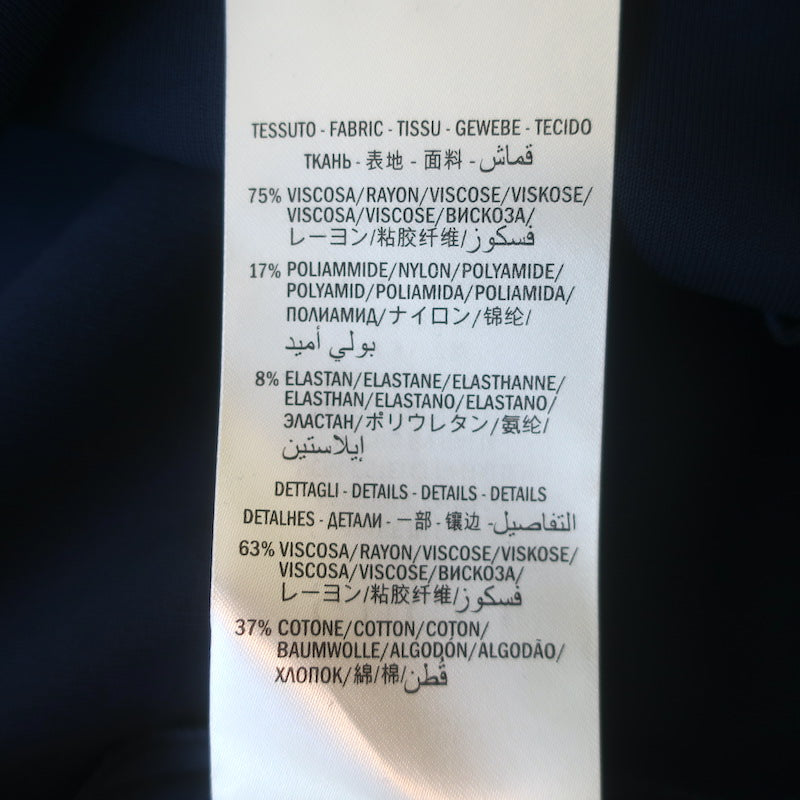 TESSUTO - FABRIC - TISSU - GEWEBE - TECIDO
ТКАНЬ - 表地 - 面料 - قماش
75% VISCOSA/RAYON/VISCOSE/VISKOSE/
VISCOSA/VISCOSE/ВИСКОЗА/
レーヨン/粘胶纤维/فسكوز
17% POLIAMMIDE/NYLON/POLYAMIDE/
POLYAMID/POLIAMIDA/POLIAMIDA/
ПОЛИАМИД/ナイロン/锦纶/
بولي أميد
8% ELASTAN/ELASTANE/ELASTHANNE/
ELASTHAN/ELASTANO/ELASTANO/
ЭЛАСТАН/ポリウレタン/氨纶/
إيلاستين
DETTAGLI - DETAILS - DETAILS - DETAILS
DETALHES - ДЕТАЛИ - 一部 - 镶边 - التفاصيل
63% VISCOSA/RAYON/VISCOSE/VISKOSE/
VISCOSA/VISCOSE/ВИСКОЗА/
レーヨン/粘胶纤维/فسكوز
37% COTONE/COTTON/COTON/
BAUMWOLLE/ALGODÓN/ALGODÃO/
ХЛОПОК/綿/棉/قُطن